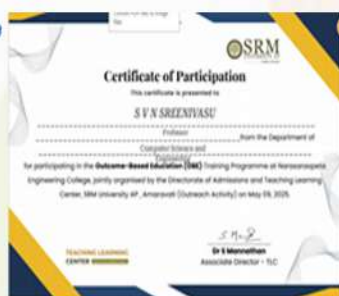 SRM
Certificate of Participation
This certificate is presented to
S V N SREENIVASU
Professor
from the Department of
Computer Science and
Engineering
for participating in the Outcome-Based Education (OBE) Training Programme at Narasaraopeta
Engineering College, jointly organised by the Directorate of Admissions and Teaching Learning
Center, SRM University AP, Amaravati (Outreach Activity) on May 09, 2025.
TEACHING LEARNING
CENTER
Dr S Mannathan
Associate Director - TLC